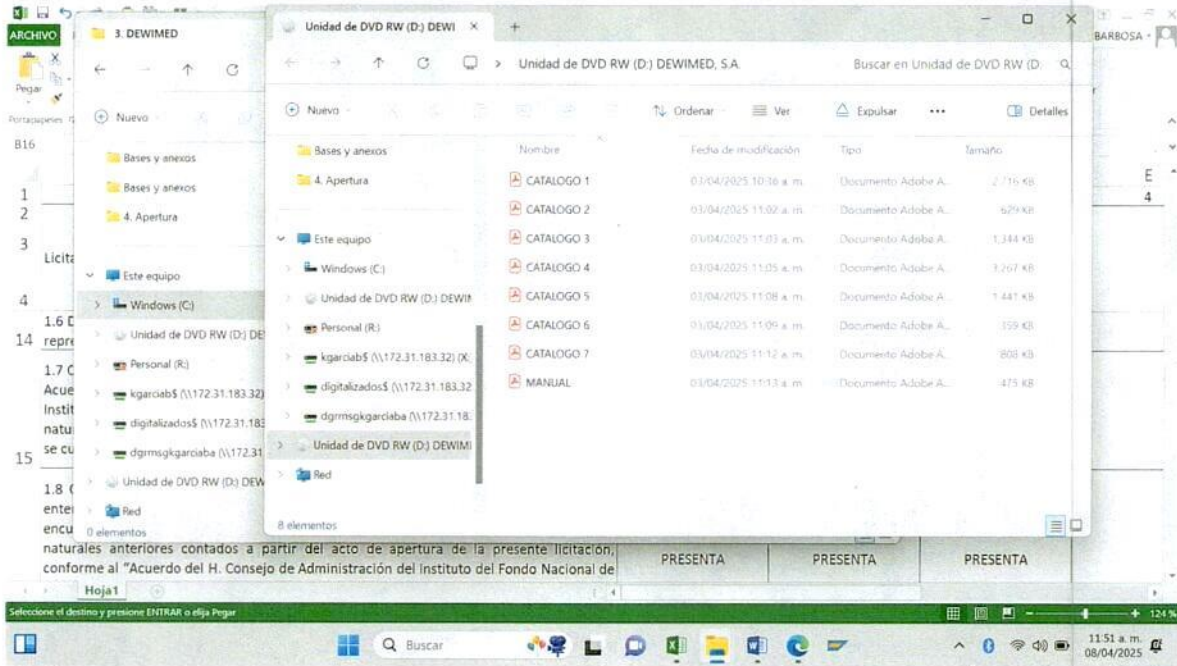 ARCHIVO
BARBOSA
Pegar
Portapapeles
B16
1
2
3
Licita
4
1.6 D
14 repre
1.7 C
Acue
Instit
natu
15 se cu
1.8 C
enter
encu
naturales anteriores contados a partir del acto de apertura de la presente licitación,
conforme al "Acuerdo del H. Consejo de Administración del Instituto del Fondo Nacional de
PRESENTA PRESENTA PRESENTA
E
4
3. DEWIMED
Nuevo
Bases y anexos
Bases y anexos
4. Apertura
Este equipo
Windows (C:)
Unidad de DVD RW (D:) DE
Personal (R:)
kgarciab$ (\\172.31.183.32)
digitalizados$ (\\172.31.183
dgrmsgkgarciaba (\\172.31
Unidad de DVD RW (D:) DEW
Red
0 elementos
Unidad de DVD RW (D:) DEWI
Unidad de DVD RW (D:) DEWIMED, S.A.
Buscar en Unidad de DVD RW (D.
Nuevo
Ordenar Ver Expulsar ... Detalles
Bases y anexos
4. Apertura
Este equipo
Windows (C:)
Unidad de DVD RW (D:) DEWIM
Personal (R:)
kgarciab$ (\\172.31.183.32) (X:
digitalizados$ (\\172.31.183.32
dgrmsgkgarciaba (\\172.31.18.
Unidad de DVD RW (D:) DEWIMI
Red
8 elementos
Nombre Fecha de modificación Tipo Tamaño
CATALOGO 1 03/04/2025 10:36 a. m. Documento Adobe A... 2.716 KB
CATALOGO 2 03/04/2025 11:02 a. m. Documento Adobe A... 629 KB
CATALOGO 3 03/04/2025 11:03 a. m. Documento Adobe A... 1.344 KB
CATALOGO 4 03/04/2025 11:05 a. m. Documento Adobe A... 3.267 KB
CATALOGO 5 03/04/2025 11:08 a. m. Documento Adobe A... 1.441 KB
CATALOGO 6 03/04/2025 11:09 a. m. Documento Adobe A... 359 KB
CATALOGO 7 03/04/2025 11:12 a. m. Documento Adobe A... 808 KB
MANUAL 03/04/2025 11:13 a. m. Documento Adobe A... 475 KB
Hoja1
Seleccione el destino y presione ENTRAR o elija Pegar
124 %
Buscar
11:51 a. m.
08/04/2025